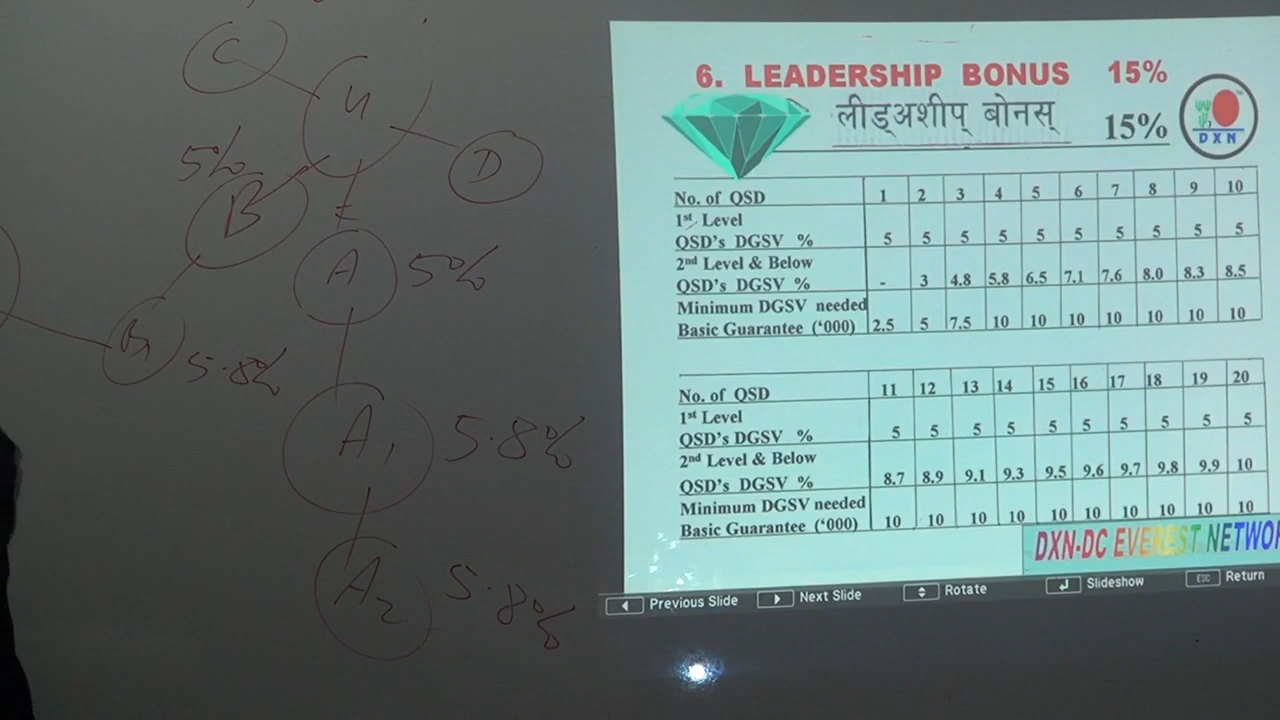 C
U
5%
D
B
A
5%
B1
5.8%
A1
5.8%
A2
5.8%
6. LEADERSHIP BONUS 15%
लीड्अशीप् बोनस् 15%
DXN
No. of QSD 1 2 3 4 5 6 7 8 9 10
1st Level
QSD's DGSV % 5 5 5 5 5 5 5 5 5 5
2nd Level & Below
QSD's DGSV % - 3 4.8 5.8 6.5 7.1 7.6 8.0 8.3 8.5
Minimum DGSV needed
Basic Guarantee ('000) 2.5 5 7.5 10 10 10 10 10 10 10
No. of QSD 11 12 13 14 15 16 17 18 19 20
1st Level
QSD's DGSV % 5 5 5 5 5 5 5 5 5 5
2nd Level & Below
QSD's DGSV % 8.7 8.9 9.1 9.3 9.5 9.6 9.7 9.8 9.9 10
Minimum DGSV needed
Basic Guarantee ('000) 10 10 10 10 10 10 10 10 10 10
DXN-DC EVEREST NETWOR
Previous Slide Next Slide Rotate Slideshow ESC Return